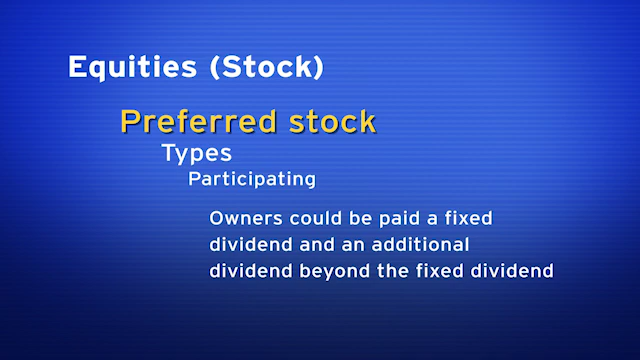 Equities (Stock)
Preferred stock
Types
Participating
Owners could be paid a fixed
dividend and an additional
dividend beyond the fixed dividend